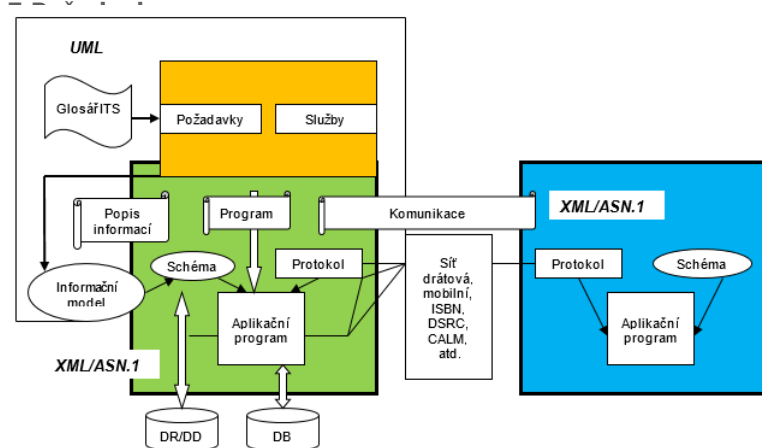 UML
GlosářITS
Požadavky
Služby
Popis
informací
Program
Komunikace
XML/ASN.1
Informační
model
Schéma
Protokol
Síť
drátová,
mobilní,
ISBN,
DSRC,
CALM,
atd.
Protokol
Schéma
Aplikační
program
Aplikační
program
XML/ASN.1
DR/DD
DB